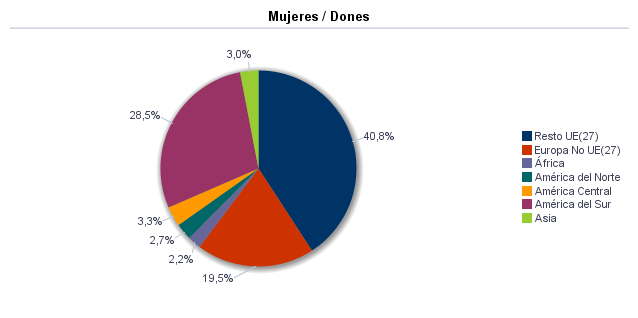 Mujeres / Dones
3,0%
28,5%
40,8%
3,3%
2,7%
2,2%
19,5%
Resto UE(27)
Europa No UE(27)
África
América del Norte
América Central
América del Sur
Asia